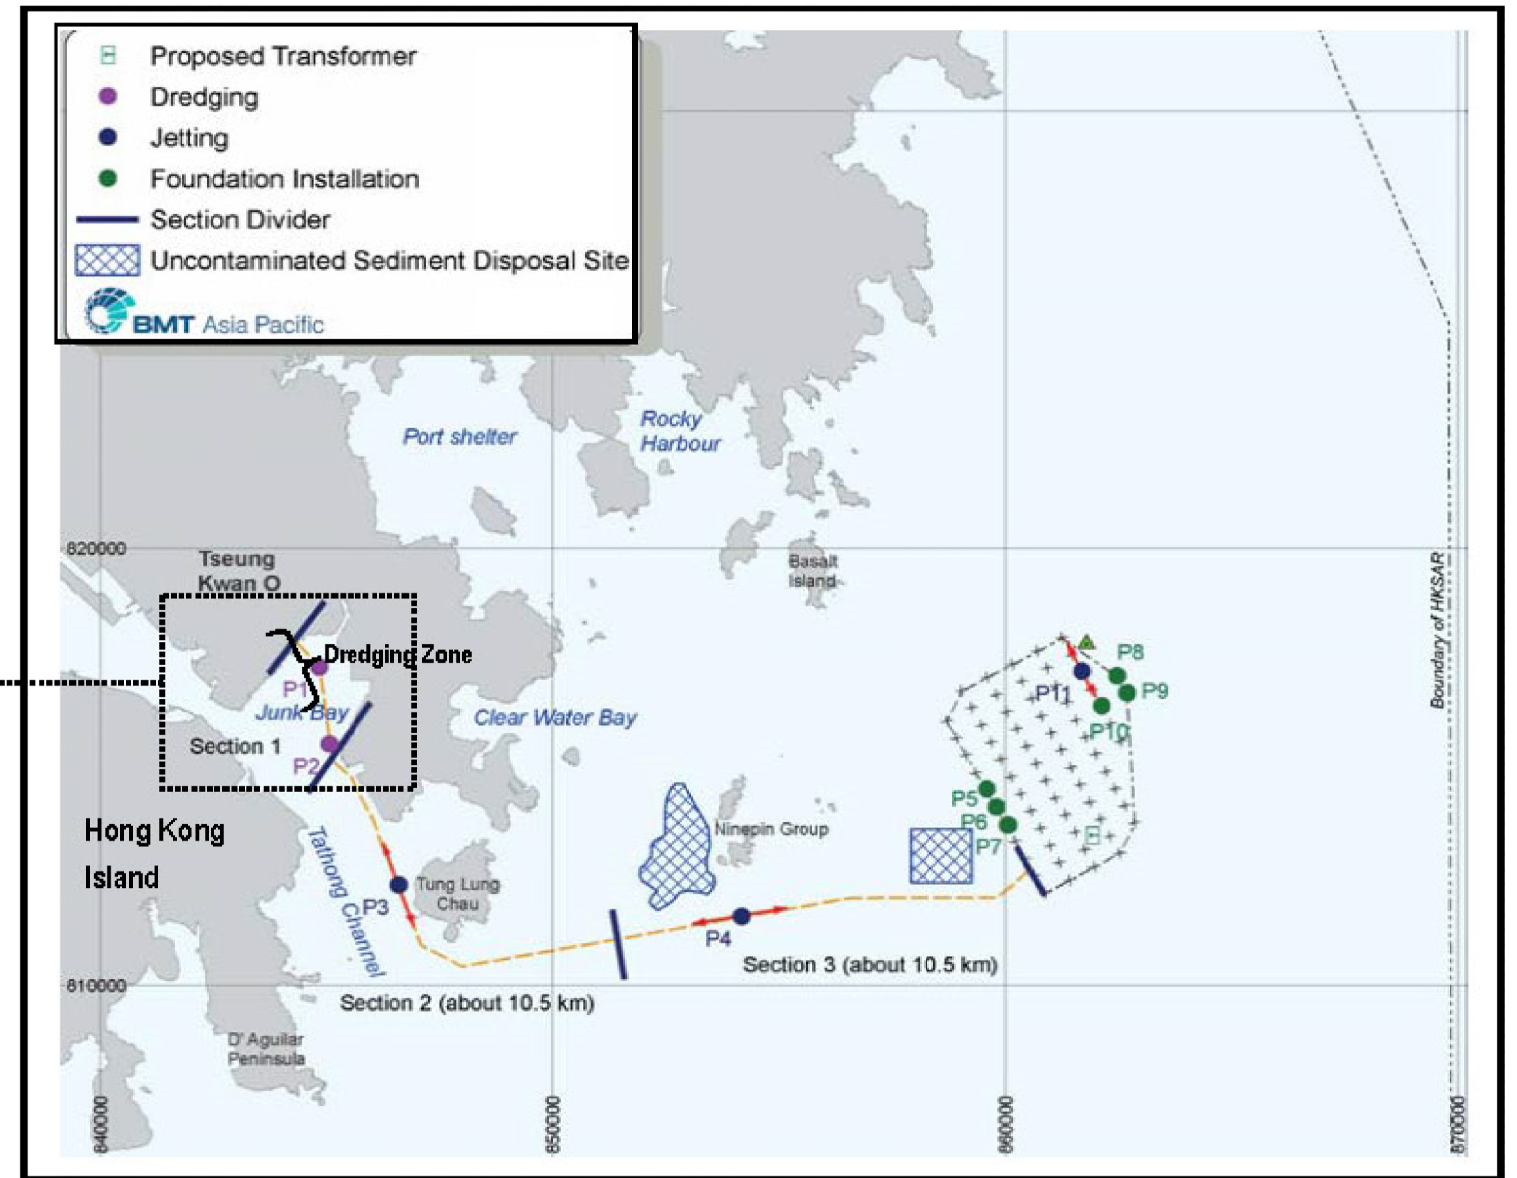 Proposed Transformer
Dredging
Jetting
Foundation Installation
Section Divider
Uncontaminated Sediment Disposal Site
BMT Asia Pacific
Port shelter
Rocky
Harbour
820000
Tseung
Kwan O
Basalt
Island
Boundary of HKSAR
Dredging Zone
P1
Junk Bay
Clear Water Bay
Section 1
P2
P8
P11
P9
P10
P5
P6
P7
Hong Kong
Island
Ninepin Group
Tathong Channel
Tung Lung
Chau
P3
P4
Section 3 (about 10.5 km)
810000
Section 2 (about 10.5 km)
D' Aguilar
Peninsula
840000
850000
860000
870000